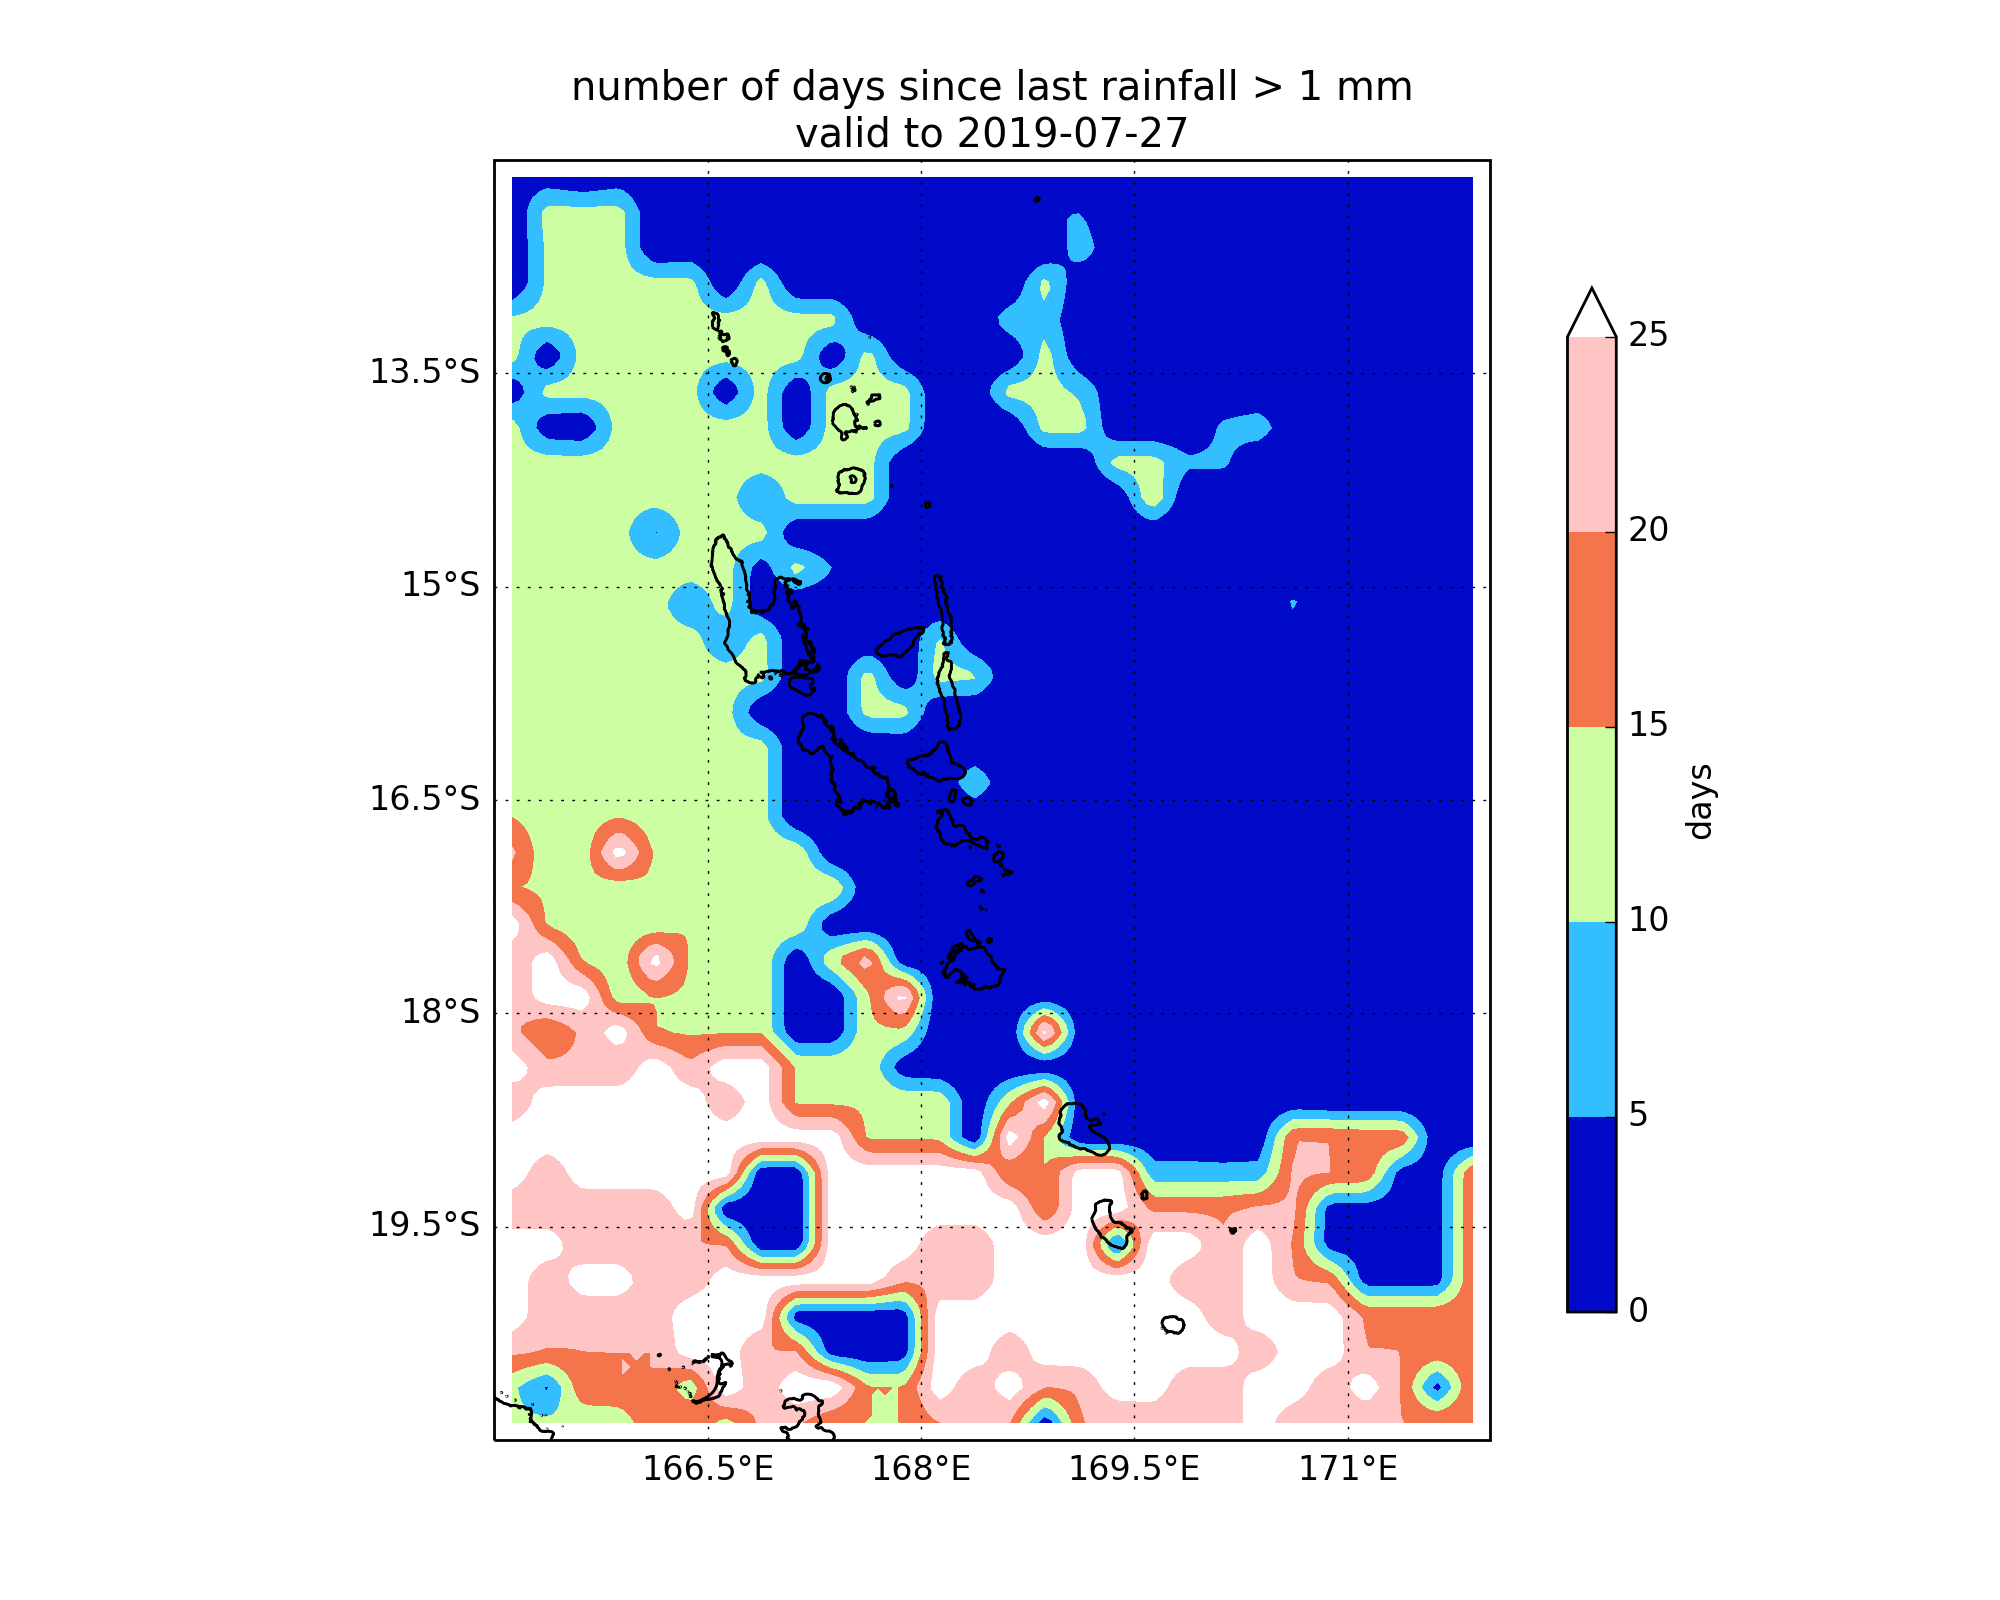 number of days since last rainfall > 1 mm
valid to 2019-07-27
13.5°S
15°S
16.5°S
18°S
19.5°S
166.5°E
168°E
169.5°E
171°E
25
20
15
10
5
0
days